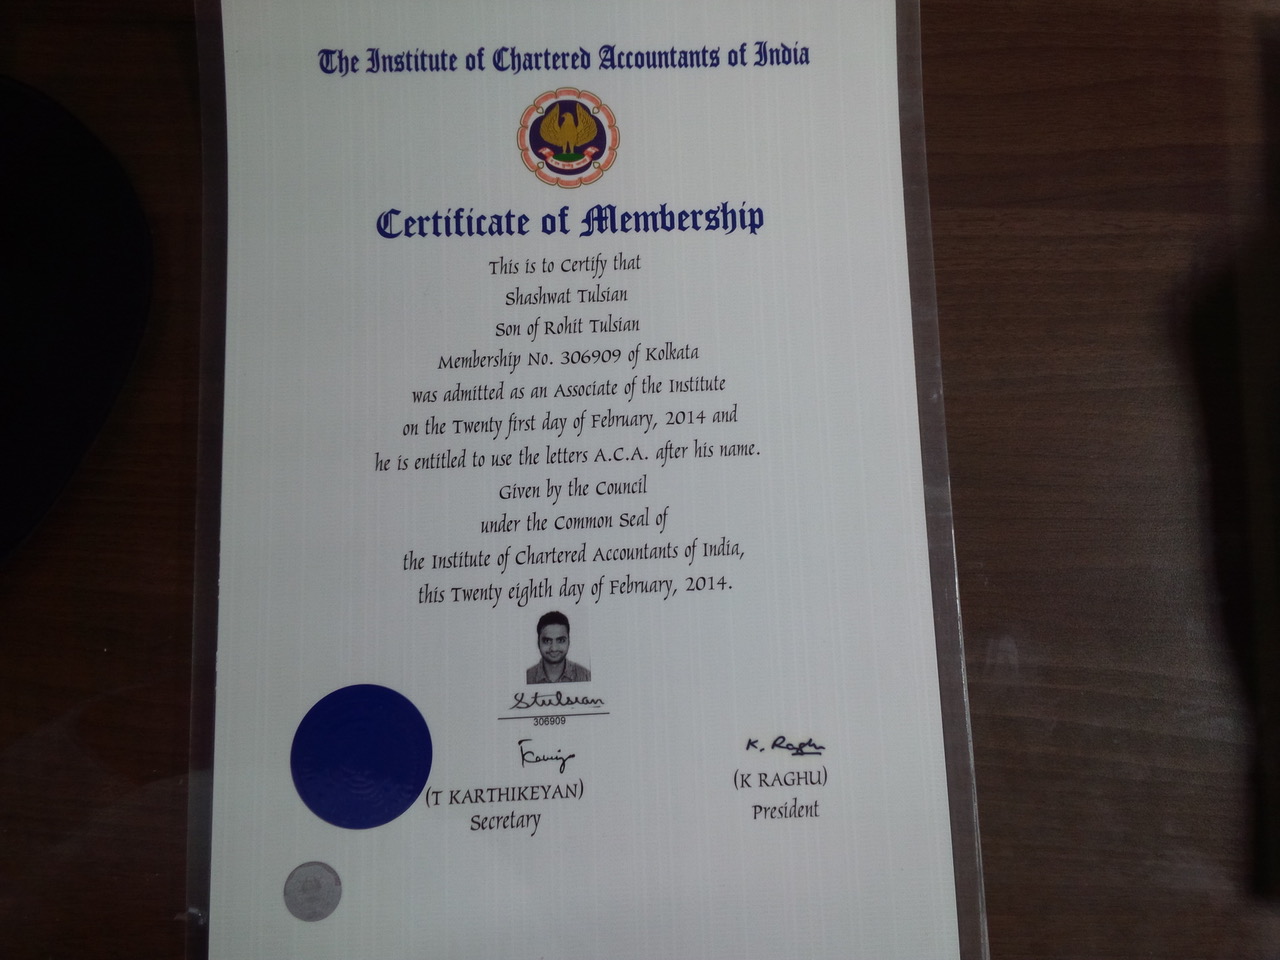 The Institute of Chartered Accountants of India
Certificate of Membership
This is to Certify that
Shashwat Tulsian
Son of Rohit Tulsian
Membership No. 306909 of Kolkata
was admitted as an Associate of the Institute
on the Twenty first day of February, 2014 and
he is entitled to use the letters A.C.A. after his name.
Given by the Council
under the Common Seal of
the Institute of Chartered Accountants of India,
this Twenty eighth day of February, 2014.
Stulsian
306909
K. Raghu
(T KARTHIKEYAN)
Secretary
(K RAGHU)
President